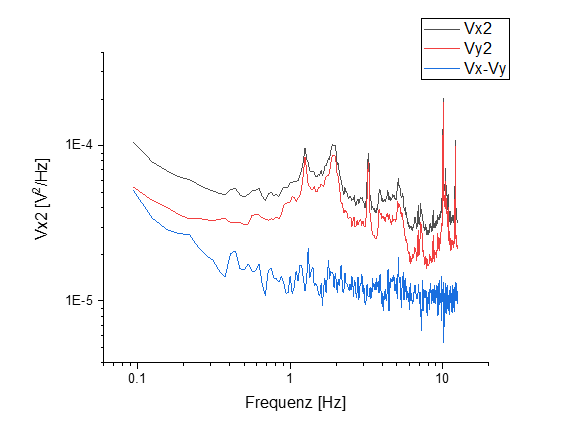 Vx2
Vy2
Vx-Vy
1E-4
Vx2 [V²/Hz]
1E-5
0.1 1 10
Frequenz [Hz]